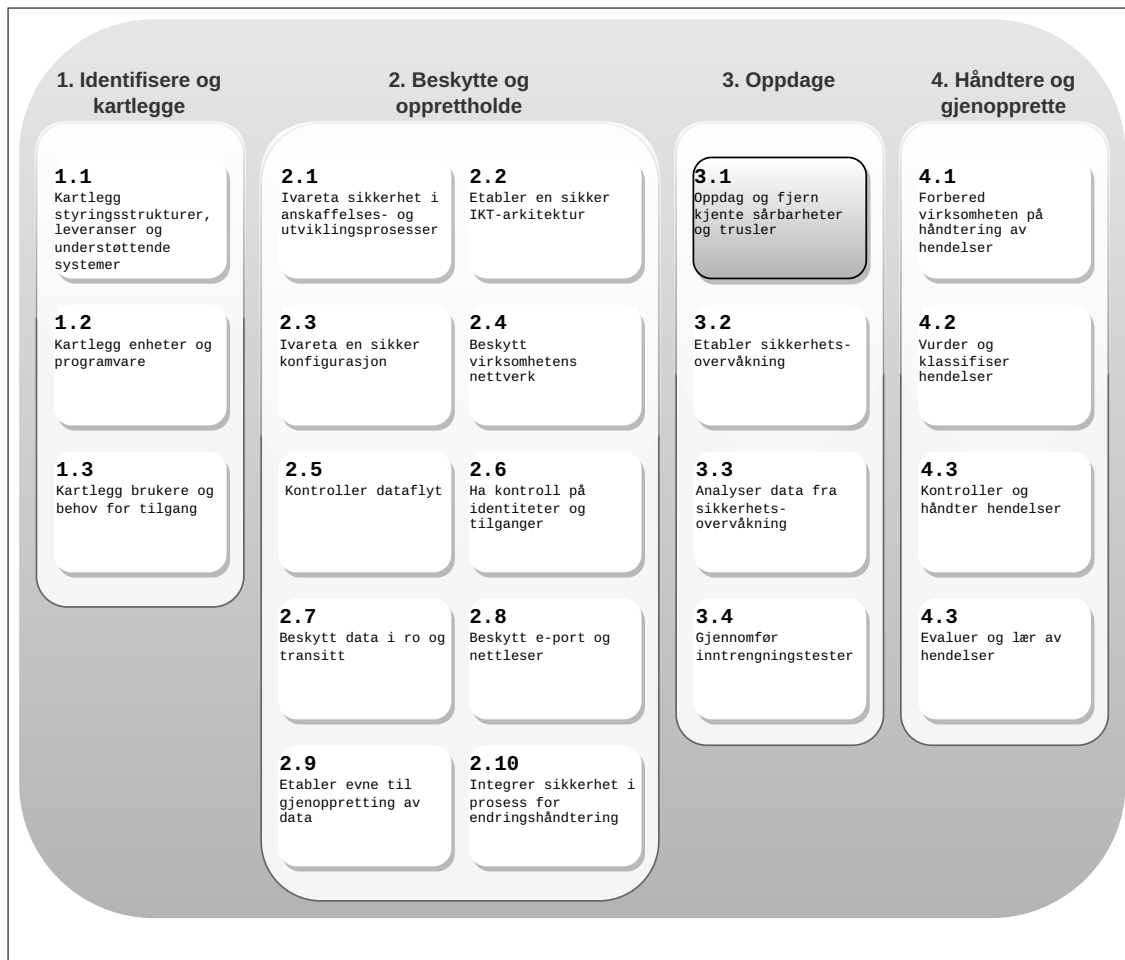 1. Identifisere og
kartlegge
1.1
Kartlegg
styringsstrukturer,
leveranser og
understøttende
systemer
1.2
Kartlegg enheter og
programvare
1.3
Kartlegg brukere og
behov for tilgang
2. Beskytte og
opprettholde
2.1
Ivareta sikkerhet i
anskaffelses- og
utviklingsprosesser
2.2
Etabler en sikker
IKT-arkitektur
2.3
Ivareta en sikker
konfigurasjon
2.4
Beskytt
virksomhetens
nettverk
2.5
Kontroller dataflyt
2.6
Ha kontroll på
identiteter og
tilganger
2.7
Beskytt data i ro og
transitt
2.8
Beskytt e-port og
nettleser
2.9
Etabler evne til
gjenoppretting av
data
2.10
Integrer sikkerhet i
prosess for
endringshåndtering
3. Oppdage
3.1
Oppdag og fjern
kjente sårbarheter
og trusler
3.2
Etabler sikkerhets-
overvåkning
3.3
Analyser data fra
sikkerhets-
overvåkning
3.4
Gjennomfør
inntrengningstester
4. Håndtere og
gjenopprette
4.1
Forbered
virksomheten på
håndtering av
hendelser
4.2
Vurder og
klassifiser
hendelser
4.3
Kontroller og
håndter hendelser
4.3
Evaluer og lær av
hendelser